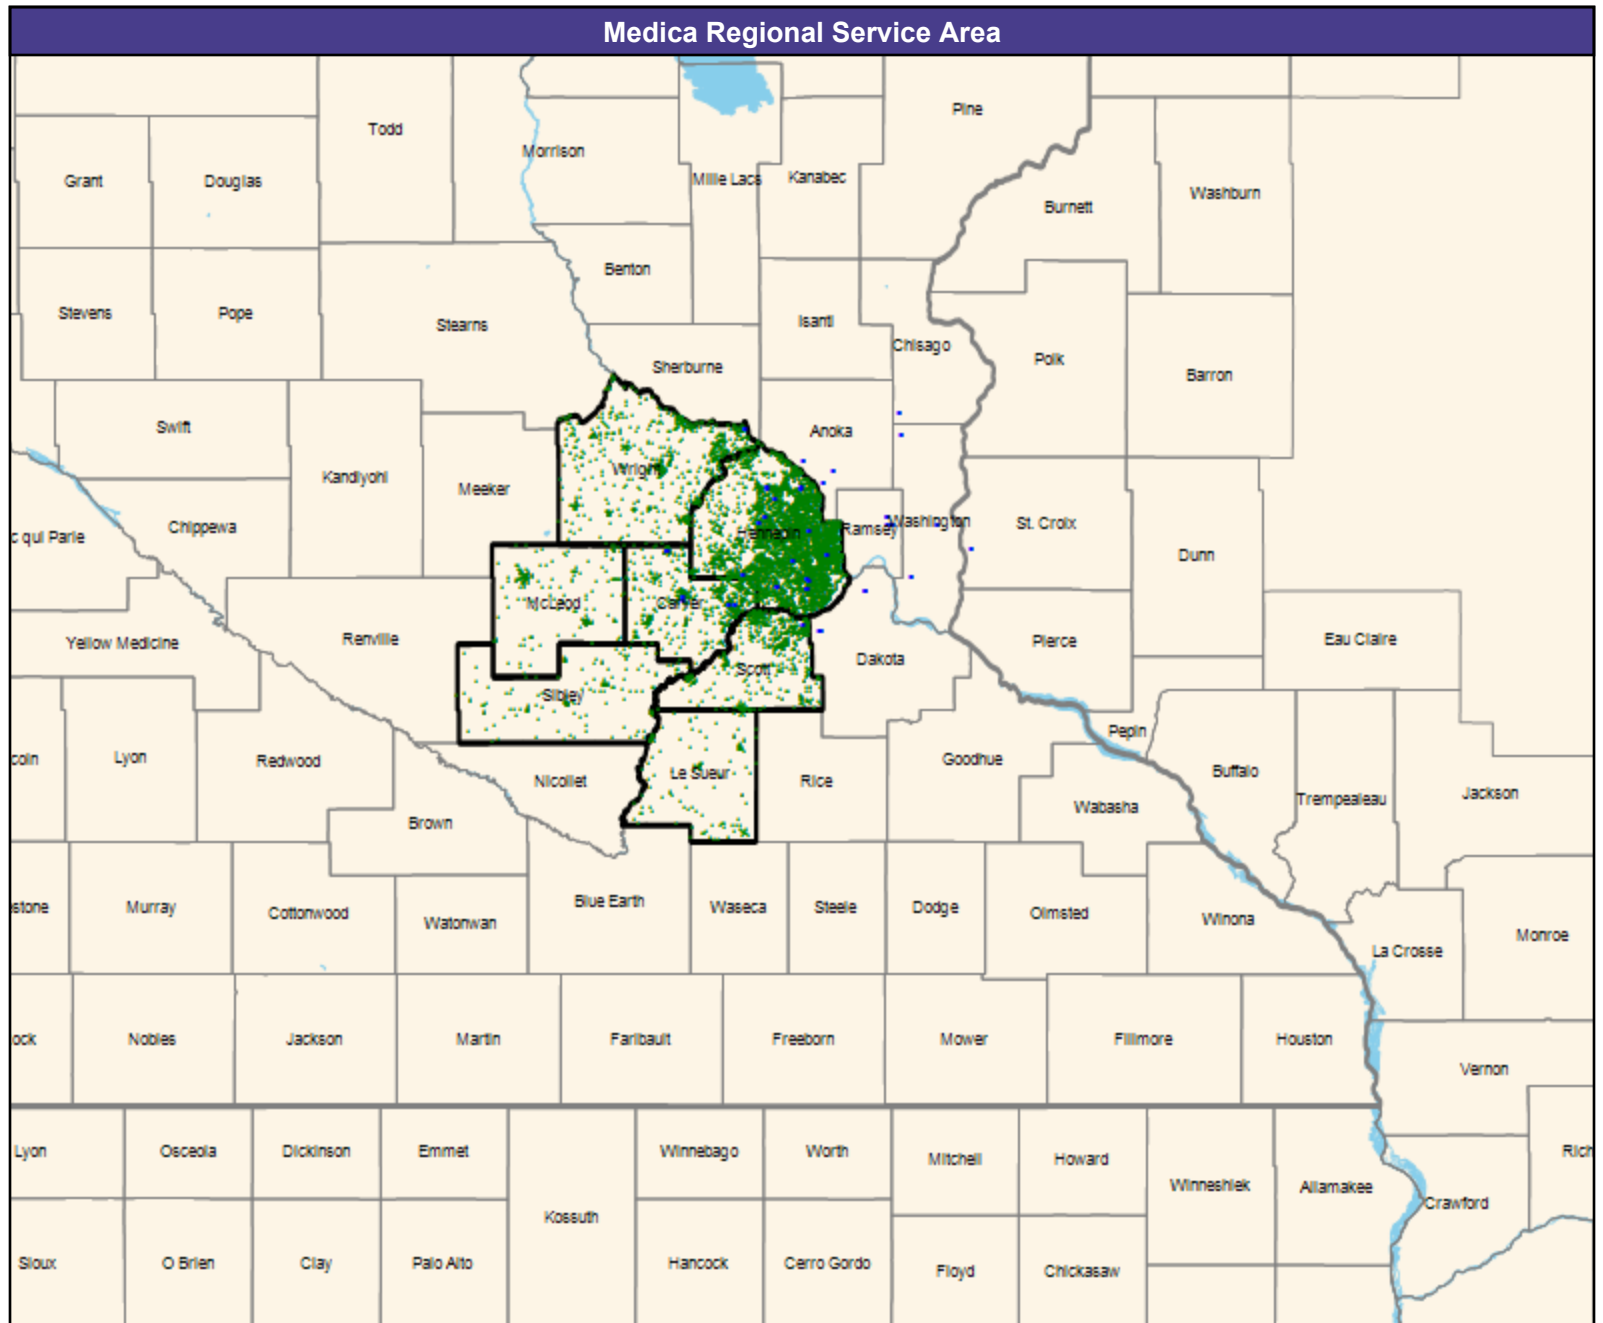 Medica Regional Service Area
Pine
Todd
Morrison
Mille Lacs
Kanabec
Grant
Douglas
Washburn
Burnett
Benton
Stevens
Pope
Stearns
Isanti
Chisago
Polk
Sherburne
Barron
Swift
Anoka
Wright
Kandiyohi
Meeker
Chippewa
c qui Parle
Hennepin
Ramsey
Washington
St. Croix
Dunn
McLeod
Carver
Yellow Medicine
Renville
Pierce
Eau Claire
Scott
Dakota
Sibley
coln
Lyon
Redwood
Nicollet
Le Sueur
Rice
Goodhue
Pepin
Buffalo
Trempealeau
Jackson
Wabasha
Brown
stone
Murray
Cottonwood
Watonwan
Blue Earth
Waseca
Steele
Dodge
Olmsted
Winona
La Crosse
Monroe
ock
Nobles
Jackson
Martin
Faribault
Freeborn
Mower
Fillmore
Houston
Vernon
Lyon
Osceola
Dickinson
Emmet
Winnebago
Worth
Mitchell
Howard
Winneshiek
Allamakee
Crawford
Rich
Kossuth
Sioux
O Brien
Clay
Palo Alto
Hancock
Cerro Gordo
Floyd
Chickasaw